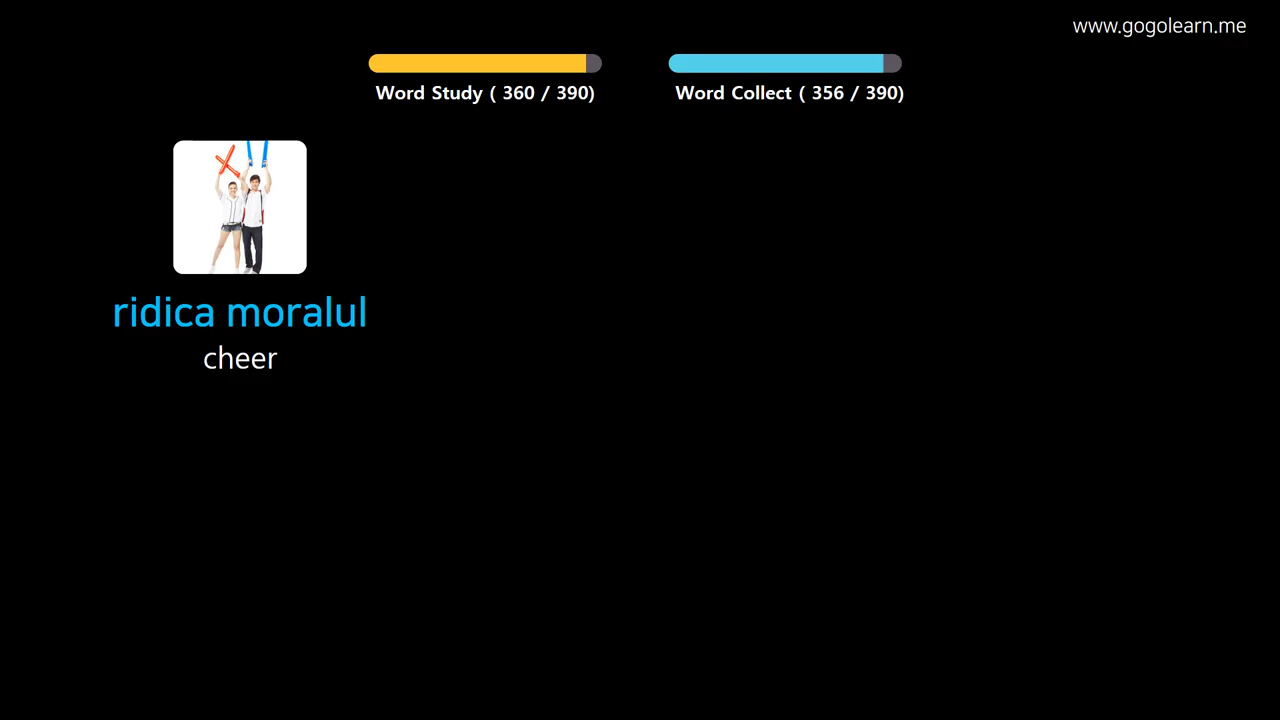 www.gogolearn.me
Word Study ( 360 / 390)
Word Collect ( 356 / 390)
ridica moralul
cheer